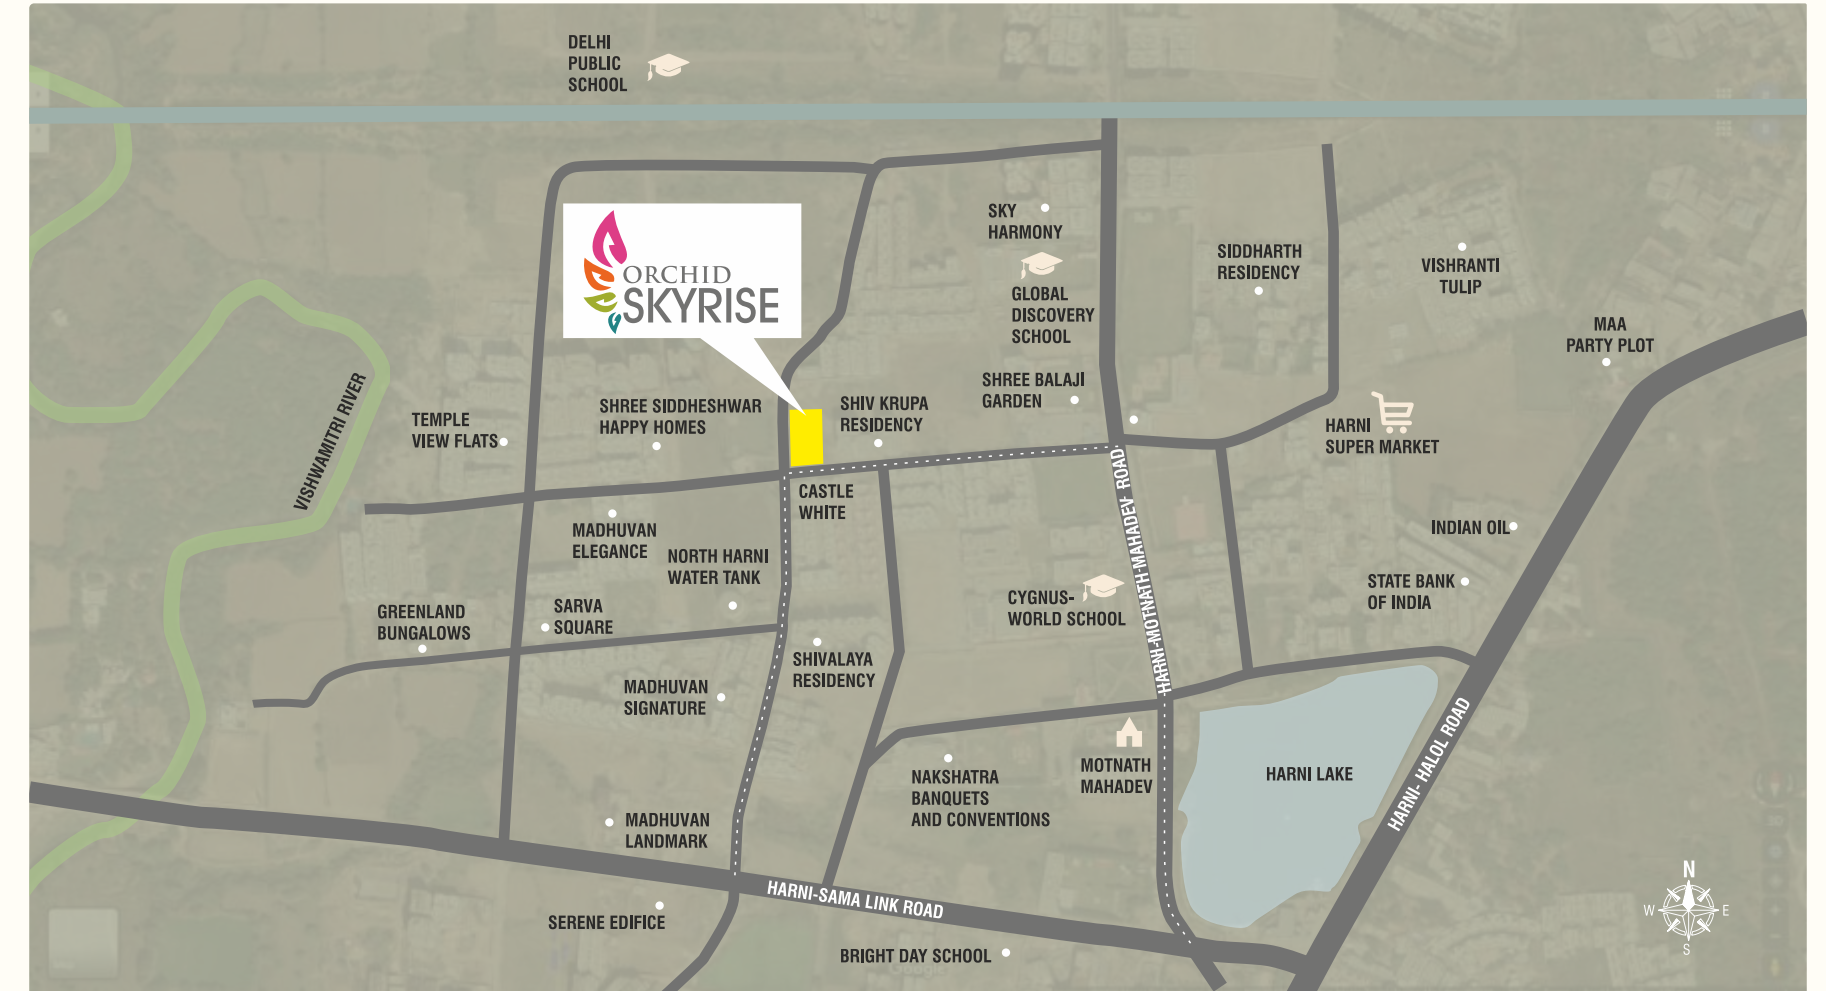 DELHI
PUBLIC
SCHOOL
SKY
HARMONY
ORCHID
SKYRISE
SIDDHARTH
RESIDENCY
VISHRANTI
TULIP
GLOBAL
DISCOVERY
SCHOOL
MAA
PARTY PLOT
SHREE BALAJI
GARDEN
VISHWAMITRI RIVER
TEMPLE
VIEW FLATS
SHREE SIDDHESHWAR
HAPPY HOMES
SHIV KRUPA
RESIDENCY
HARNI
SUPER MARKET
CASTLE
WHITE
HARNI-MOTNATH-MAHADEV ROAD
MADHUVAN
ELEGANCE
NORTH HARNI
WATER TANK
INDIAN OIL
STATE BANK
OF INDIA
GREENLAND
BUNGALOWS
SARVA
SQUARE
CYGNUS-
WORLD SCHOOL
SHIVALAYA
RESIDENCY
MADHUVAN
SIGNATURE
NAKSHATRA
BANQUETS
AND CONVENTIONS
MOTNATH
MAHADEV
HARNI LAKE
HARNI- HALOL ROAD
MADHUVAN
LANDMARK
HARNI-SAMA LINK ROAD
SERENE EDIFICE
BRIGHT DAY SCHOOL
N
W E
S